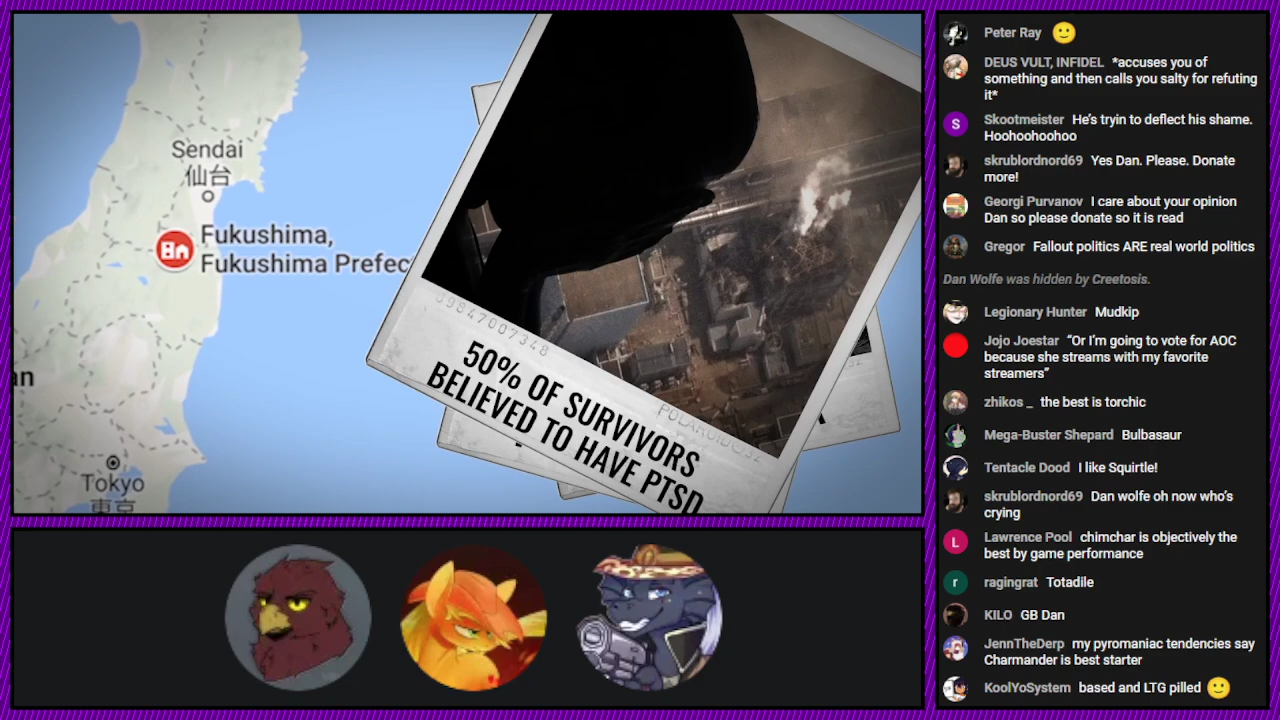 Sendai
仙台
Fukushima,
Fukushima Prefec
an
Tokyo
東京
09847007348
50% OF SURVIVORS
BELIEVED TO HAVE PTSD
Peter Ray 🙂
DEUS VULT, INFIDEL *accuses you of
something and then calls you salty for refuting
it*
Skootmeister He's tryin to deflect his shame.
Hoohoohoohoo
skrublordnord69 Yes Dan. Please. Donate
more!
Georgi Purvanov I care about your opinion
Dan so please donate so it is read
Gregor Fallout politics ARE real world politics
Dan Wolfe was hidden by Creetosis.
Legionary Hunter Mudkip
Jojo Joestar “Or I’m going to vote for AOC
because she streams with my favorite
streamers”
zhikos _ the best is torchic
Mega-Buster Shepard Bulbasaur
Tentacle Dood I like Squirtle!
skrublordnord69 Dan wolfe oh now who’s
crying
Lawrence Pool chimchar is objectively the
best by game performance
ragingrat Totadile
KILO GB Dan
JennTheDerp my pyromaniac tendencies say
Charmander is best starter
KoolYoSystem based and LTG pilled 🙂
S
L
r